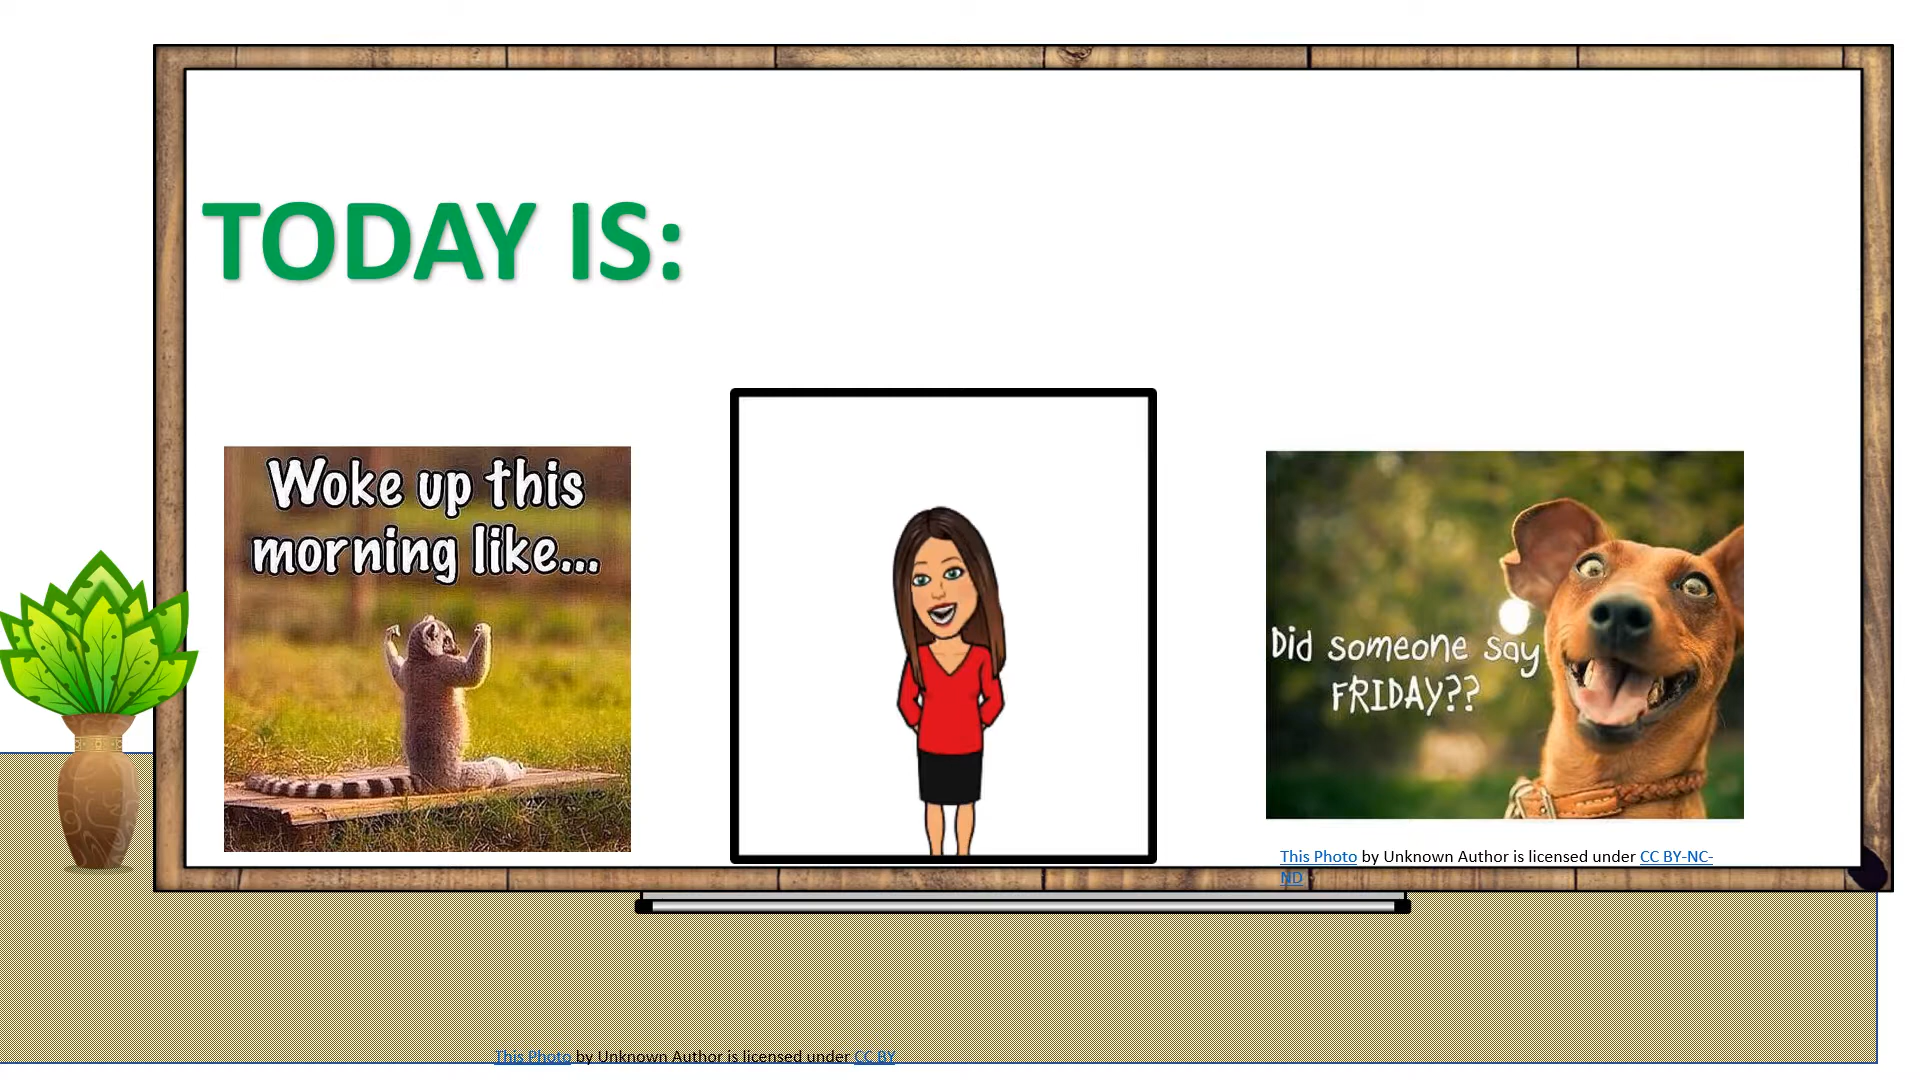 TODAY IS:
Woke up this
morning like...
Did someone say
FRIDAY??
This Photo by Unknown Author is licensed under CC BY-NC-
ND
This Photo by Unknown Author is licensed under CC BY